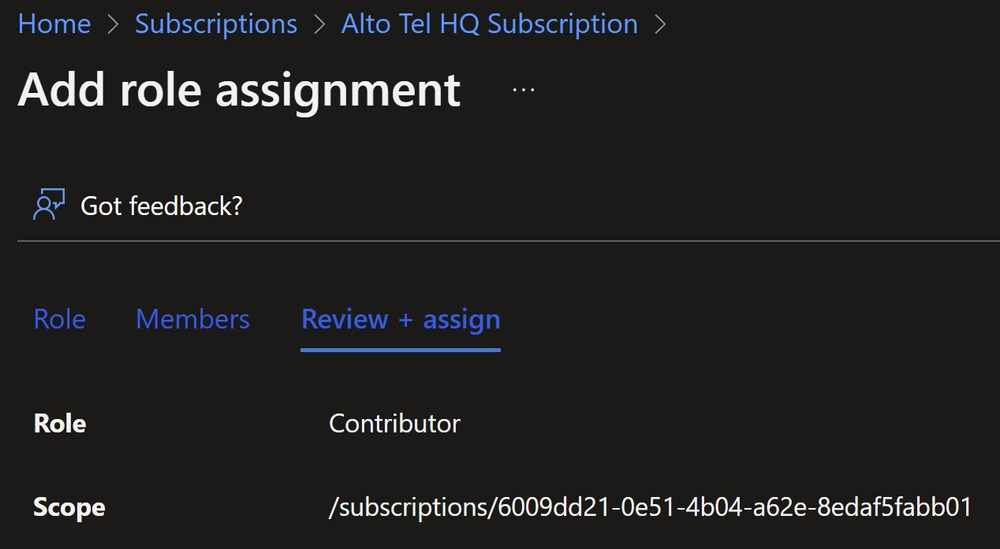 Home > Subscriptions > Alto Tel HQ Subscription >
Add role assignment ...
Got feedback?
Role Members Review + assign
Role Contributor
Scope /subscriptions/6009dd21-0e51-4b04-a62e-8edaf5fabb01